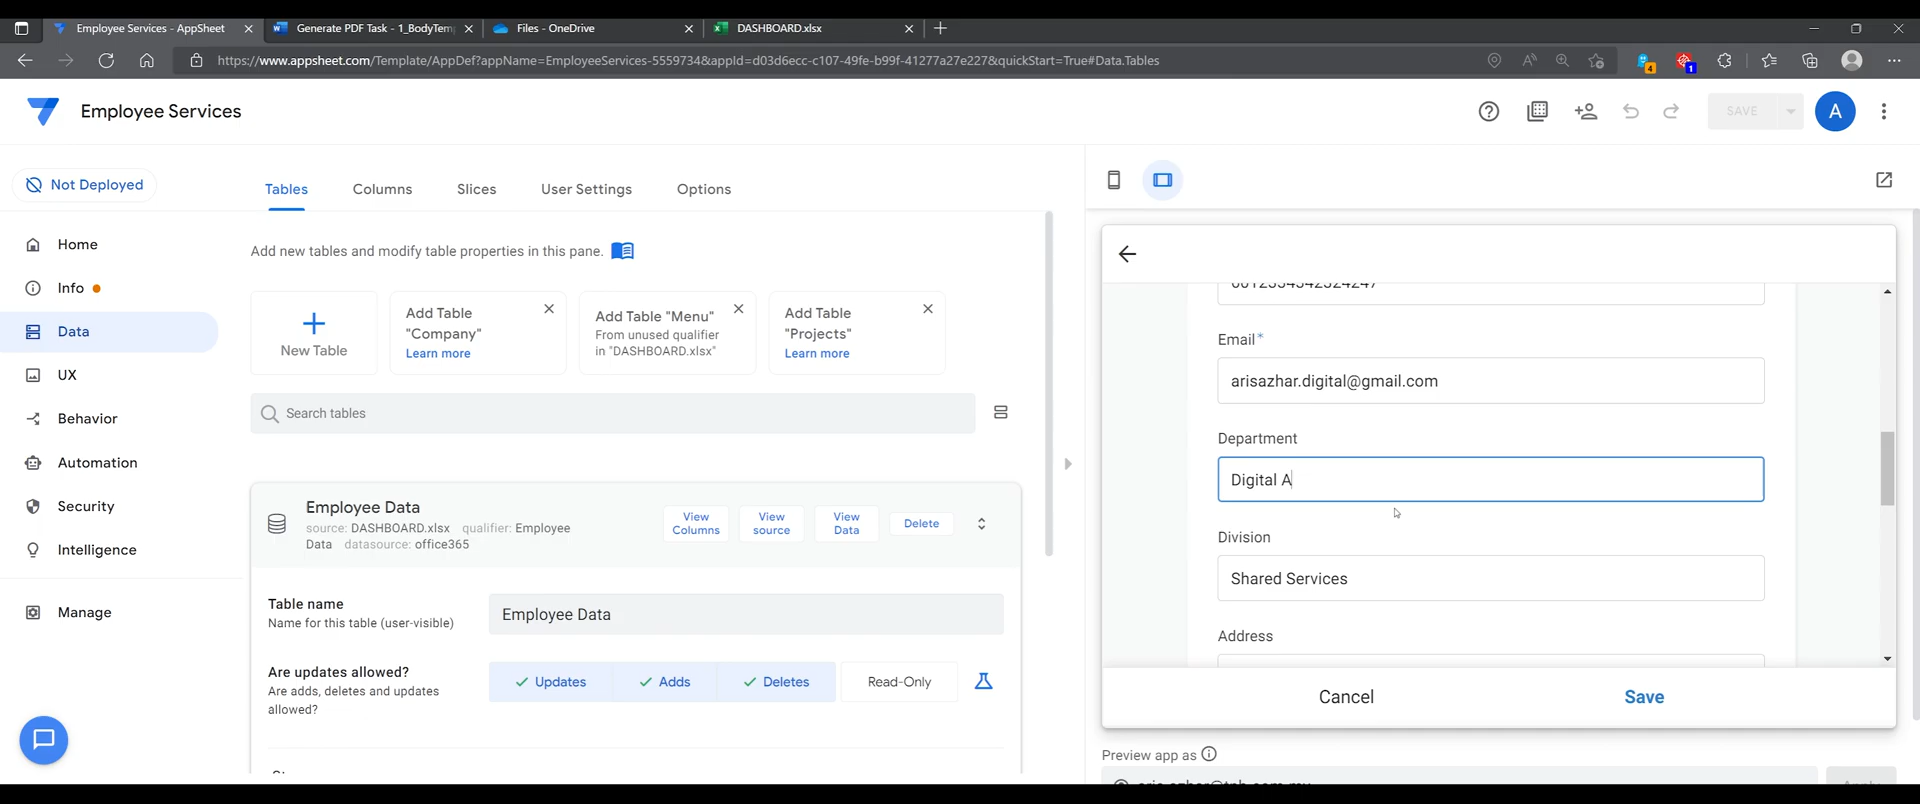 Employee Services - AppSheet
Generate PDF Task - 1_BodyTemp
Files - OneDrive
DASHBOARD.xlsx
https://www.appsheet.com/Template/AppDef?appName=EmployeeServices-5559734&appId=d03d6ecc-c107-49fe-b99f-41277a27e227&quickStart=True#Data.Tables
4
1
Employee Services
SAVE
A
Not Deployed
Home
Info
Data
UX
Behavior
Automation
Security
Intelligence
Manage
Tables
Columns
Slices
User Settings
Options
Add new tables and modify table properties in this pane.
New Table
Add Table
"Company"
Learn more
Add Table "Menu"
From unused qualifier
in "DASHBOARD.xlsx"
Add Table
"Projects"
Learn more
Search tables
Employee Data
source: DASHBOARD.xlsx qualifier: Employee
Data datasource: office365
View
Columns
View
source
View
Data
Delete
Table name
Name for this table (user-visible)
Employee Data
Are updates allowed?
Are adds, deletes and updates
allowed?
Updates
Adds
Deletes
Read-Only
Email*
arisazhar.digital@gmail.com
Department
Digital A
Division
Shared Services
Address
Cancel
Save
Preview app as